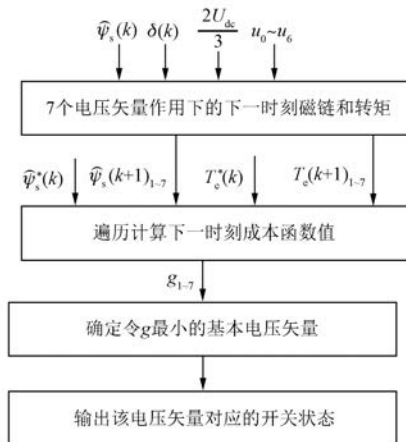 ψ̂s(k) δ(k) 2Udc/3 u0~u6
7个电压矢量作用下的下一时刻磁链和转矩
ψ̂s*(k) ψ̂s(k+1)1~7 Te*(k) Te(k+1)1~7
遍历计算下一时刻成本函数值
g1~7
确定令g最小的基本电压矢量
输出该电压矢量对应的开关状态